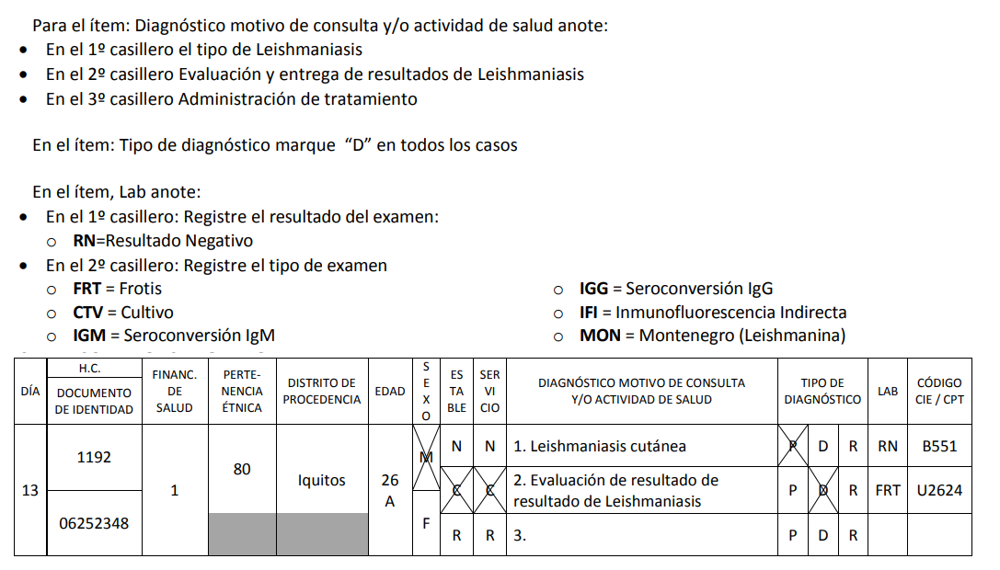 Para el ítem: Diagnóstico motivo de consulta y/o actividad de salud anote:
• En el 1º casillero el tipo de Leishmaniasis
• En el 2º casillero Evaluación y entrega de resultados de Leishmaniasis
• En el 3º casillero Administración de tratamiento
En el ítem: Tipo de diagnóstico marque “D” en todos los casos
En el ítem, Lab anote:
• En el 1º casillero: Registre el resultado del examen:
o RN=Resultado Negativo
• En el 2º casillero: Registre el tipo de examen
o FRT = Frotis
o CTV = Cultivo
o IGM = Seroconversión IgM
o IGG = Seroconversión IgG
o IFI = Inmunofluorescencia Indirecta
o MON = Montenegro (Leishmanina)
DÍA
H.C.
DOCUMENTO
DE IDENTIDAD
FINANC.
DE
SALUD
PERTE-
NENCIA
ÉTNICA
DISTRITO DE
PROCEDENCIA
EDAD
S
E
X
O
ES
TA
BLE
SER
VI
CIO
DIAGNÓSTICO MOTIVO DE CONSULTA
Y/O ACTIVIDAD DE SALUD
TIPO DE
DIAGNÓSTICO
LAB
CÓDIGO
CIE / CPT
13
1192
06252348
1
80
Iquitos
26
A
M
F
N N 1. Leishmaniasis cutánea P D R RN B551
C C 2. Evaluación de resultado de
resultado de Leishmaniasis P D R FRT U2624
R R 3. P D R